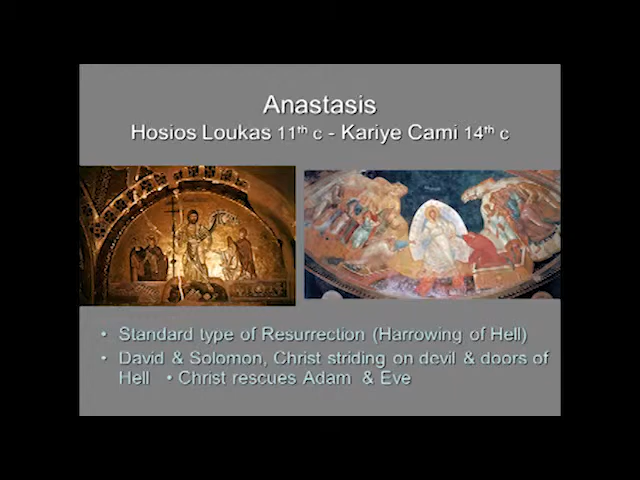 Anastasis
Hosios Loukas 11th c - Kariye Cami 14th c
• Standard type of Resurrection (Harrowing of Hell)
• David & Solomon, Christ striding on devil & doors of
Hell • Christ rescues Adam & Eve